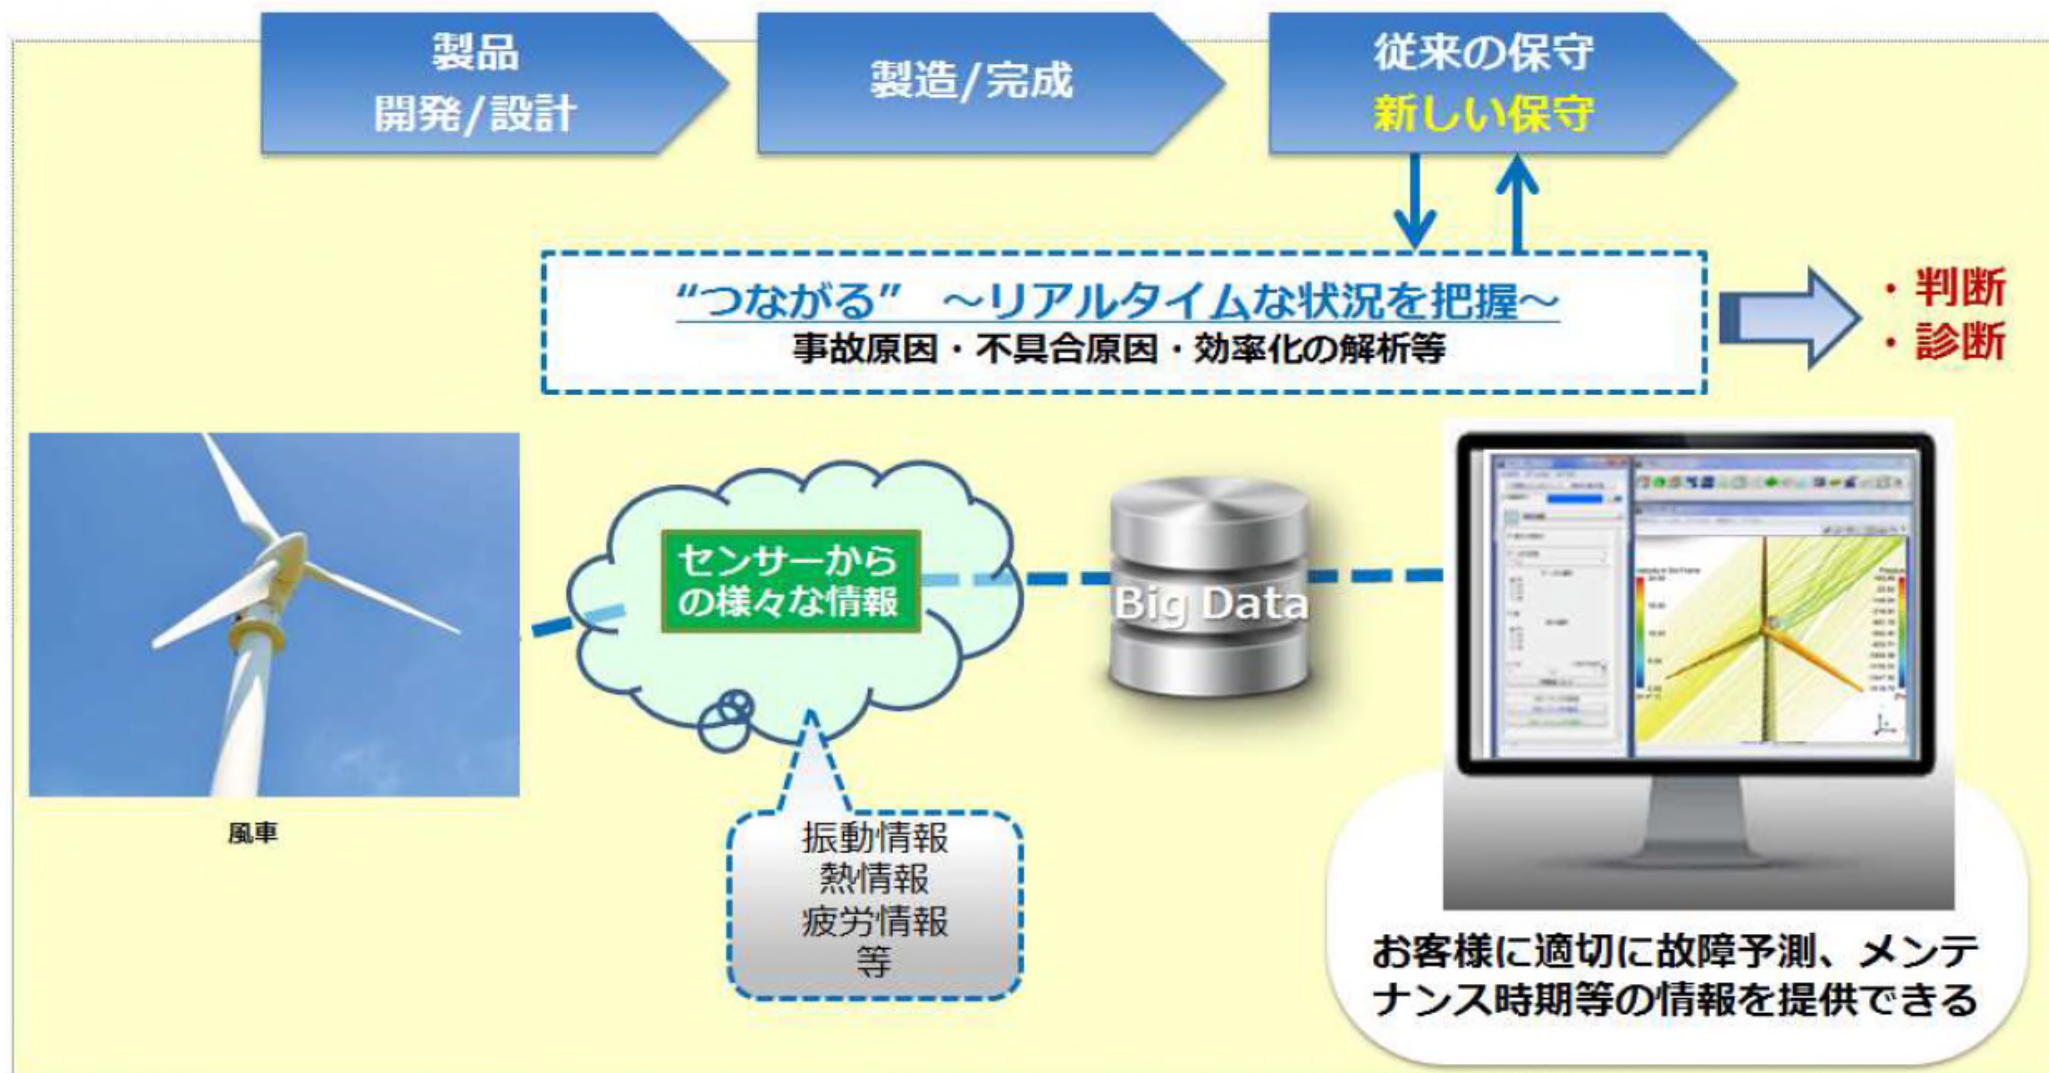 製品
開発/設計
製造/完成
従来の保守
新しい保守
“つながる” ～リアルタイムな状況を把握～
事故原因・不具合原因・効率化の解析等
・判断
・診断
センサーから
の様々な情報
Big Data
風車
振動情報
熱情報
疲労情報
等
お客様に適切に故障予測、メンテ
ナンス時期等の情報を提供できる